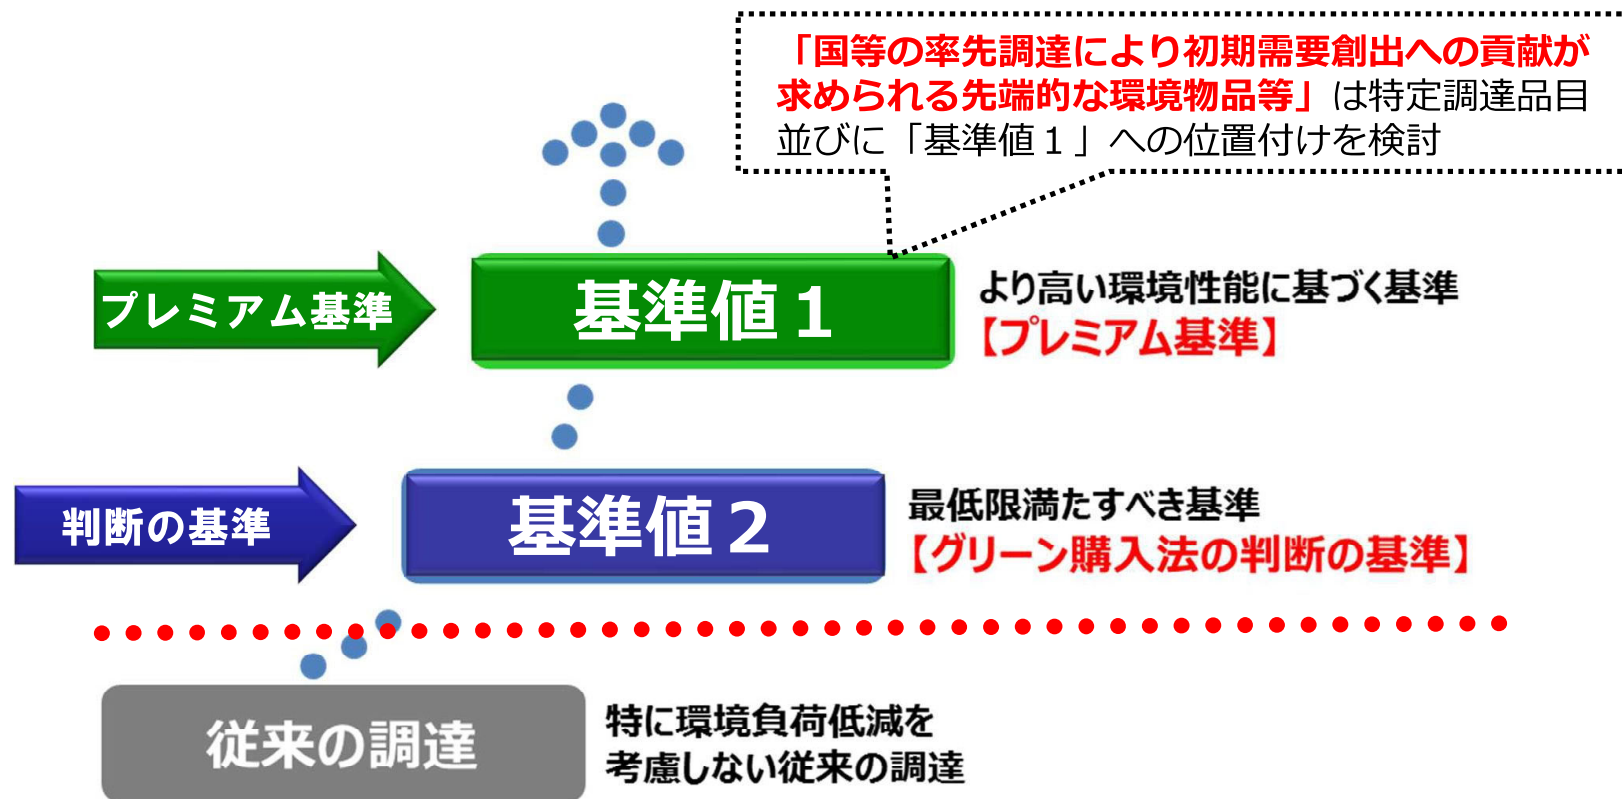 「国等の率先調達により初期需要創出への貢献が
求められる先端的な環境物品等」は特定調達品目
並びに「基準値１」への位置付けを検討
プレミアム基準
基準値１
より高い環境性能に基づく基準
【プレミアム基準】
判断の基準
基準値２
最低限満たすべき基準
【グリーン購入法の判断の基準】
従来の調達
特に環境負荷低減を
考慮しない従来の調達